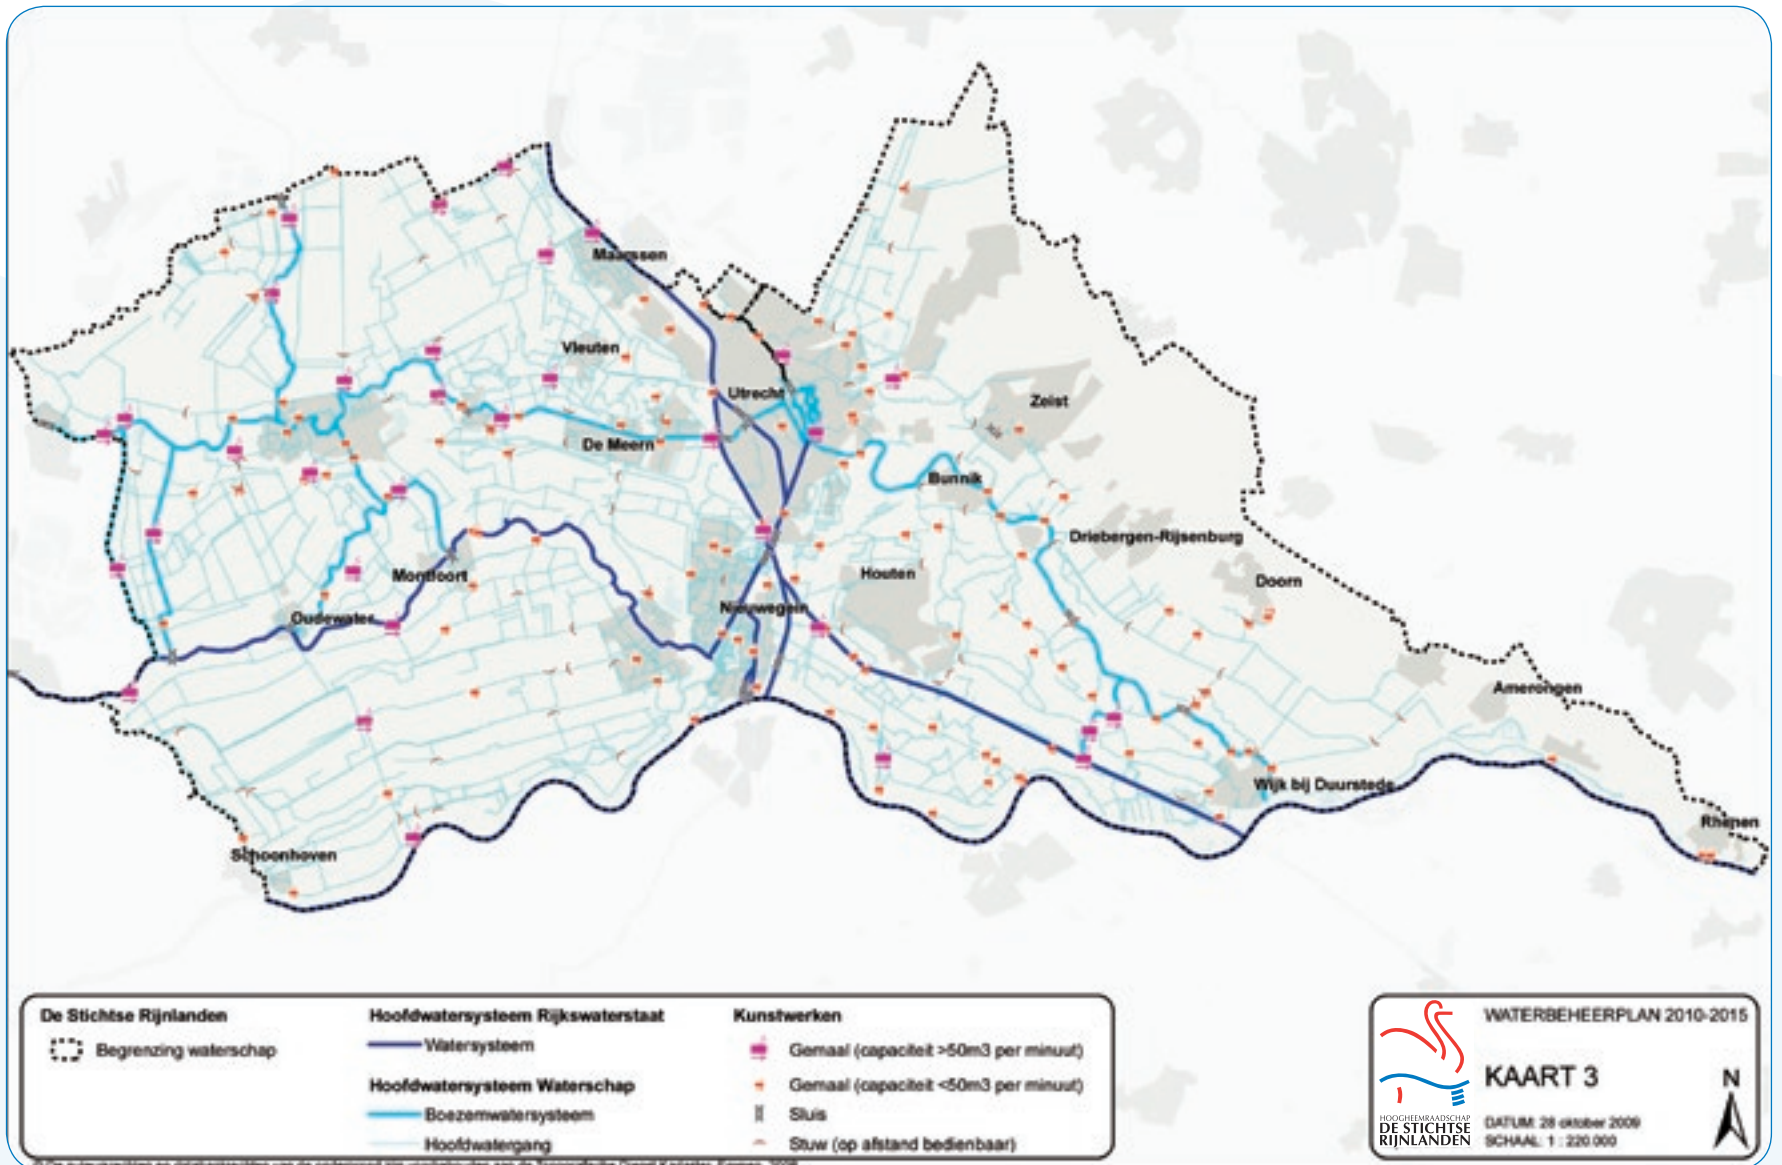 Maarssen
Vleuten
Utrecht
Zeist
De Meern
Bunnik
Driebergen-Rijsenburg
Montfoort
Houten
Doorn
Nieuwegein
Oudewater
Amerongen
Wijk bij Duurstede
Rhenen
Schoonhoven
De Stichtse Rijnlanden
Begrenzing waterschap
Hoofdwatersysteem Rijkswaterstaat
Watersysteem
Hoofdwatersysteem Waterschap
Boezemwatersysteem
Hoofdwatergang
Kunstwerken
Gemaal (capaciteit >50m3 per minuut)
Gemaal (capaciteit <50m3 per minuut)
Sluis
Stuw (op afstand bedienbaar)
WATERBEHEERPLAN 2010-2015
KAART 3
N
DATUM: 28 oktober 2009
SCHAAL: 1 : 220.000
HOOGHEEMRAADSCHAP
DE STICHTSE
RIJNLANDEN